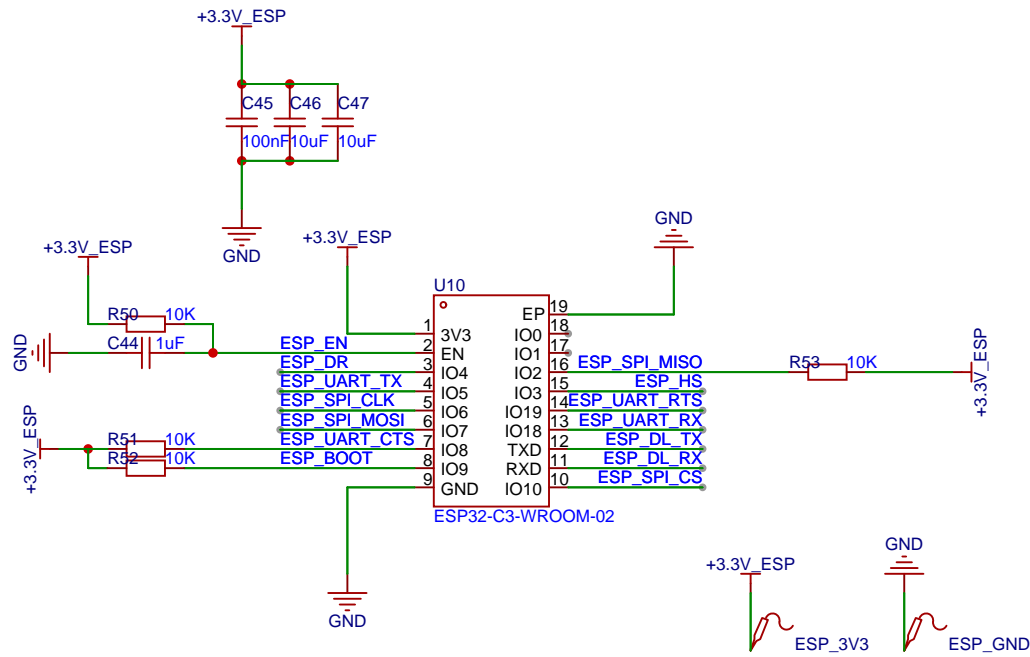 +3.3V_ESP
C45 C46 C47
100nF 10uF 10uF
GND
+3.3V_ESP
R50 10K
C44 1uF
GND
+3.3V_ESP
GND
U10
1 3V3
2 EN
3 IO4
4 IO5
5 IO6
6 IO7
7 IO8
8 IO9
9 GND
EP 19
IO0 18
IO1 17
IO2 16
IO3 15
IO19 14
IO18 13
TXD 12
RXD 11
IO10 10
ESP32-C3-WROOM-02
ESP_EN
ESP_DR
ESP_UART_TX
ESP_SPI_CLK
ESP_SPI_MOSI
ESP_UART_CTS
ESP_BOOT
+3.3V_ESP
R51 10K
R52 10K
GND
ESP_SPI_MISO
ESP_HS
ESP_UART_RTS
ESP_UART_RX
ESP_DL_TX
ESP_DL_RX
ESP_SPI_CS
R53 10K
+3.3V_ESP
+3.3V_ESP
ESP_3V3
GND
ESP_GND